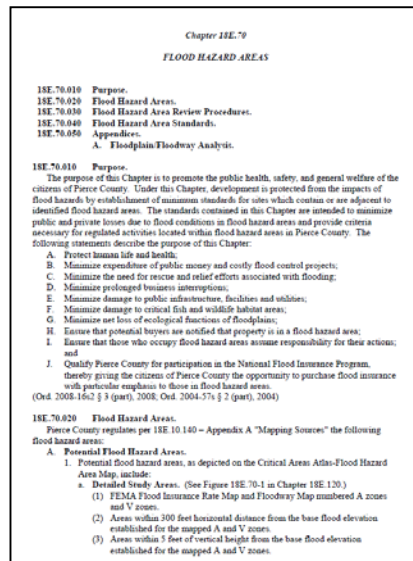 Chapter 18E.70
FLOOD HAZARD AREAS
18E.70.010 Purpose.
18E.70.020 Flood Hazard Areas.
18E.70.030 Flood Hazard Area Review Procedures.
18E.70.040 Flood Hazard Area Standards.
18E.70.050 Appendices.
A. Floodplain/Floodway Analysis.
18E.70.010 Purpose.
The purpose of this Chapter is to promote the public health, safety, and general welfare of the
citizens of Pierce County. Under this Chapter, development is protected from the impacts of
flood hazards by establishment of minimum standards for sites which contain or are adjacent to
identified flood hazard areas. The standards contained in this Chapter are intended to minimize
public and private losses due to flood conditions in flood hazard areas and provide criteria
necessary for regulated activities located within flood hazard areas in Pierce County. The
following statements describe the purpose of this Chapter:
A. Protect human life and health;
B. Minimize expenditure of public money and costly flood control projects;
C. Minimize the need for rescue and relief efforts associated with flooding;
D. Minimize prolonged business interruptions;
E. Minimize damage to public infrastructure, facilities and utilities;
F. Minimize damage to critical fish and wildlife habitat areas;
G. Minimize net loss of ecological functions of floodplains;
H. Ensure that potential buyers are notified that property is in a flood hazard area;
I. Ensure that those who occupy flood hazard areas assume responsibility for their actions;
and
J. Qualify Pierce County for participation in the National Flood Insurance Program,
thereby giving the citizens of Pierce County the opportunity to purchase flood insurance
with particular emphasis to those in flood hazard areas.
(Ord. 2008-16s2 § 3 (part), 2008; Ord. 2004-57s § 2 (part), 2004)
18E.70.020 Flood Hazard Areas.
Pierce County regulates per 18E.10.140 – Appendix A "Mapping Sources" the following
flood hazard areas:
A. Potential Flood Hazard Areas.
1. Potential flood hazard areas, as depicted on the Critical Areas Atlas-Flood Hazard
Area Map, include:
a. Detailed Study Areas. (See Figure 18E.70-1 in Chapter 18E.120.)
(1) FEMA Flood Insurance Rate Map and Floodway Map numbered A zones
and V zones.
(2) Areas within 300 feet horizontal distance from the base flood elevation
established for the mapped A and V zones.
(3) Areas within 5 feet of vertical height from the base flood elevation
established for the mapped A and V zones.